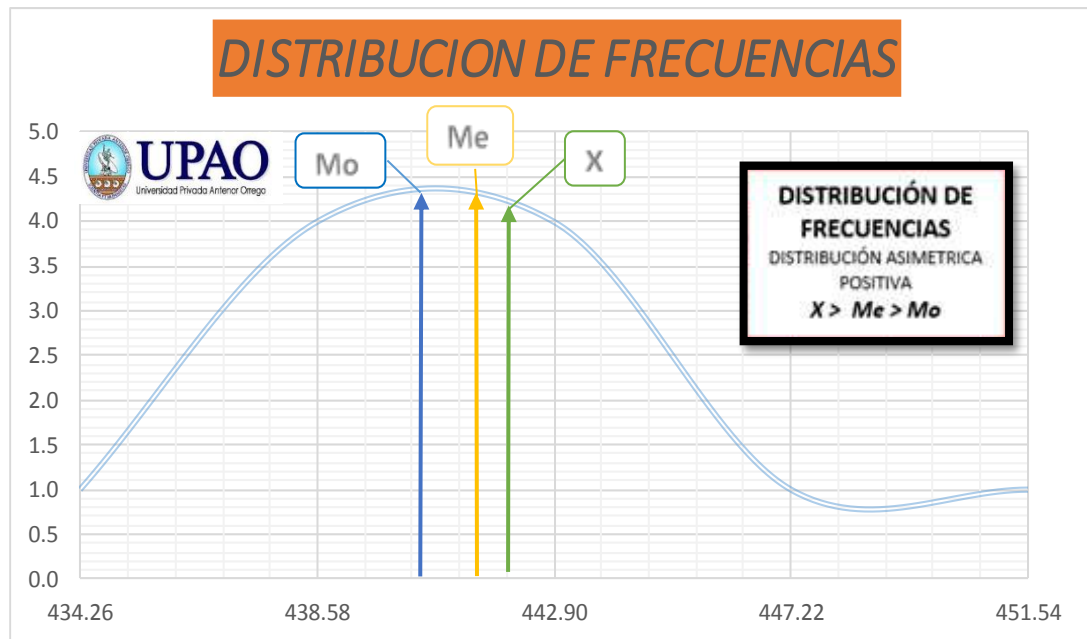 DISTRIBUCION DE FRECUENCIAS
5.0
4.5
4.0
3.5
3.0
2.5
2.0
1.5
1.0
0.5
0.0
UPAO
Universidad Privada Antenor Orrego
Mo
Me
X
DISTRIBUCIÓN DE
FRECUENCIAS
DISTRIBUCIÓN ASIMETRICA
POSITIVA
X > Me > Mo
434.26
438.58
442.90
447.22
451.54